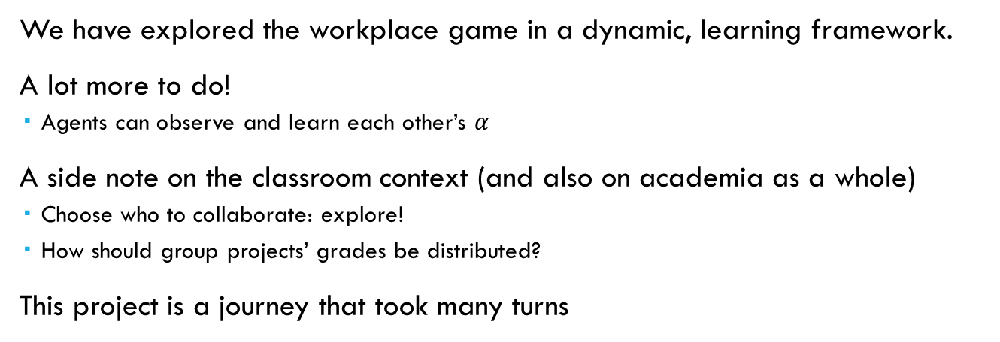 We have explored the workplace game in a dynamic, learning framework.
A lot more to do!
▪ Agents can observe and learn each other’s α
A side note on the classroom context (and also on academia as a whole)
▪ Choose who to collaborate: explore!
▪ How should group projects’ grades be distributed?
This project is a journey that took many turns